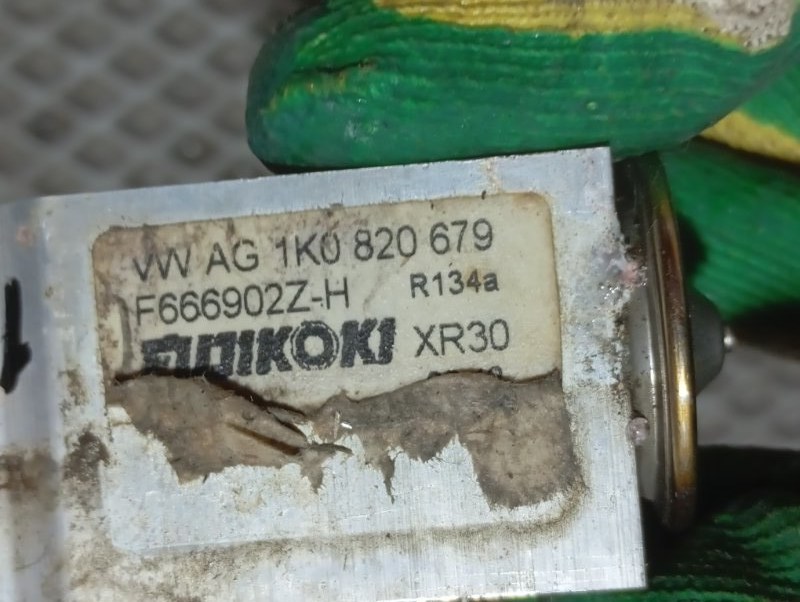 VW AG 1K0 820 679
F666902Z-H R134a
FUJIKOKI XR30